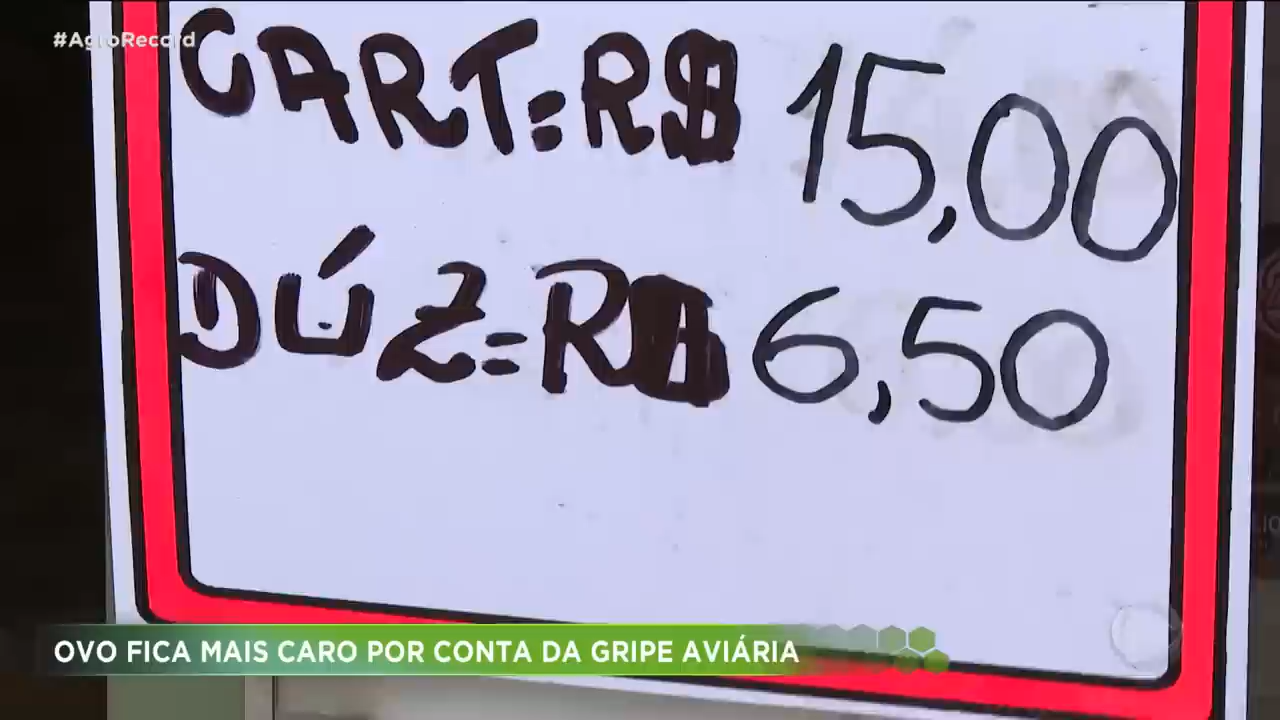 #AgroRecord
CART=R$ 15,00
DÚZ=R$ 6,50
OVO FICA MAIS CARO POR CONTA DA GRIPE AVIÁRIA